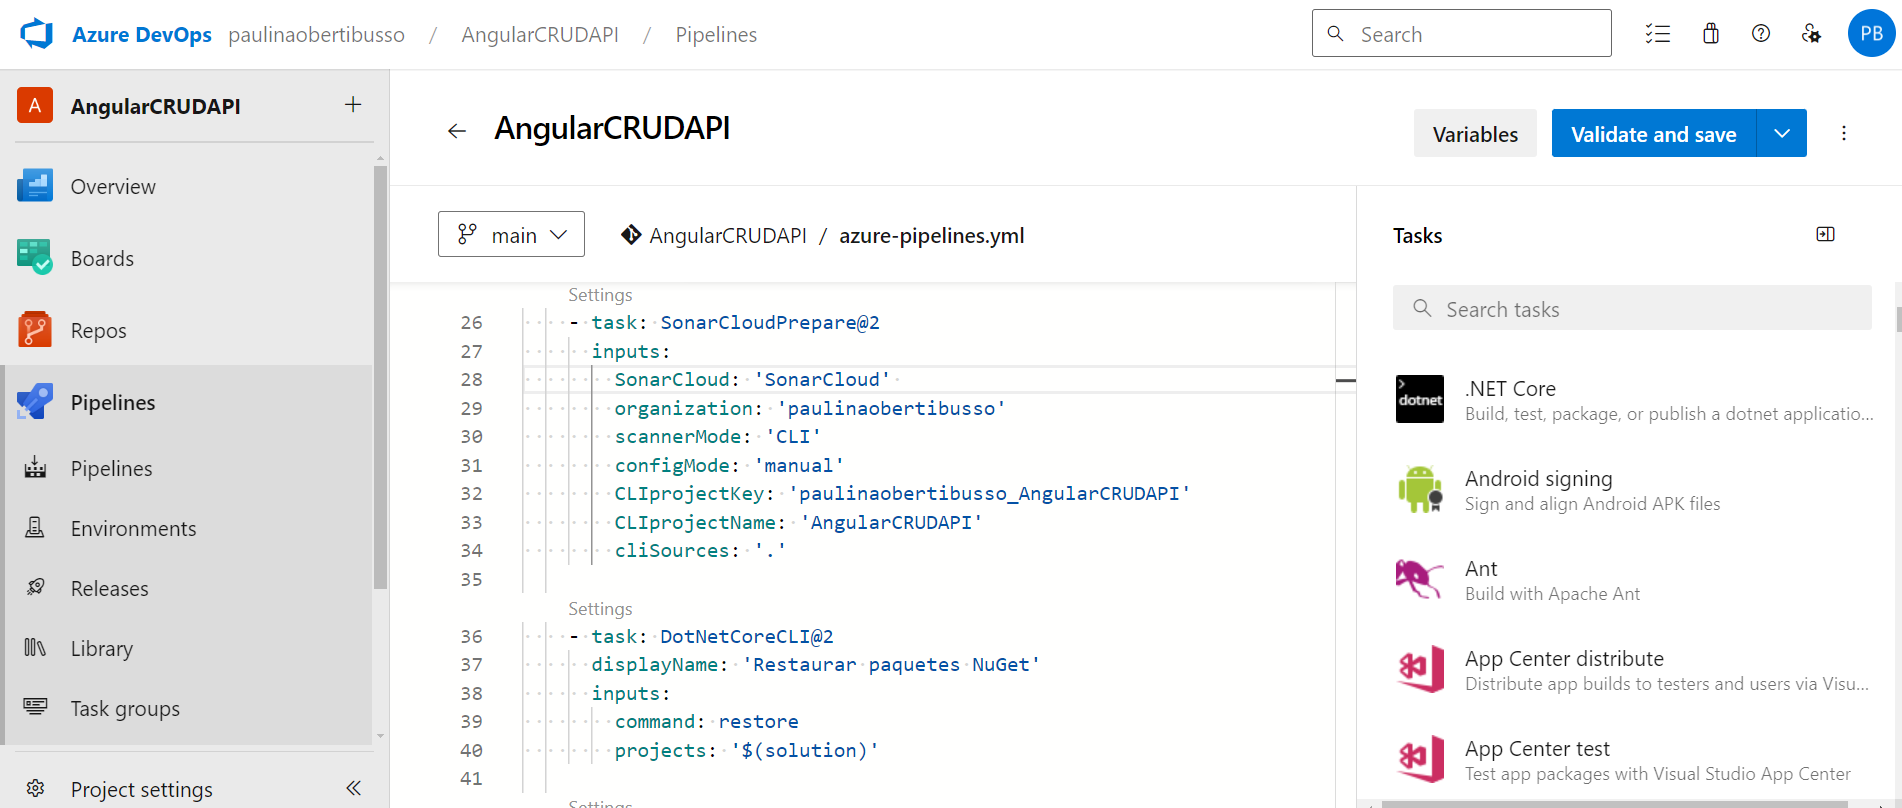 Azure DevOps paulinaobertibusso / AngularCRUDAPI / Pipelines
Search
PB
A AngularCRUDAPI
Overview
Boards
Repos
Pipelines
Pipelines
Environments
Releases
Library
Task groups
Project settings
AngularCRUDAPI
Variables
Validate and save
main
AngularCRUDAPI / azure-pipelines.yml
Settings
26 - task: SonarCloudPrepare@2
27 inputs:
28 SonarCloud: 'SonarCloud'
29 organization: 'paulinaobertibusso'
30 scannerMode: 'CLI'
31 configMode: 'manual'
32 CLIprojectKey: 'paulinaobertibusso_AngularCRUDAPI'
33 CLIprojectName: 'AngularCRUDAPI'
34 cliSources: '.'
35
Settings
36 - task: DotNetCoreCLI@2
37 displayName: 'Restaurar paquetes NuGet'
38 inputs:
39 command: restore
40 projects: '$(solution)'
41
Settings
Tasks
Search tasks
dotnet
.NET Core
Build, test, package, or publish a dotnet applicatio...
Android signing
Sign and align Android APK files
Ant
Build with Apache Ant
App Center distribute
Distribute app builds to testers and users via Visu...
App Center test
Test app packages with Visual Studio App Center